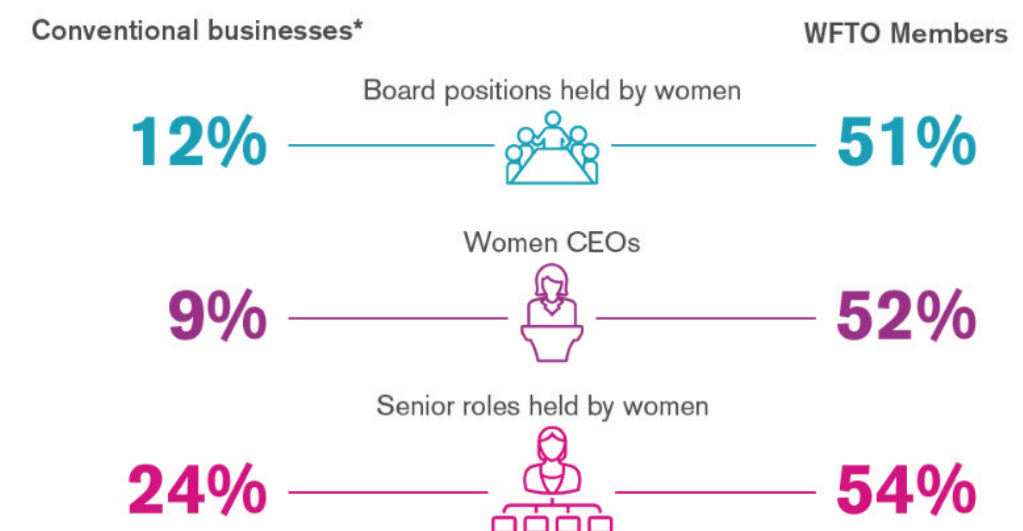 Conventional businesses*
WFTO Members
Board positions held by women
12%
51%
Women CEOs
9%
52%
Senior roles held by women
24%
54%